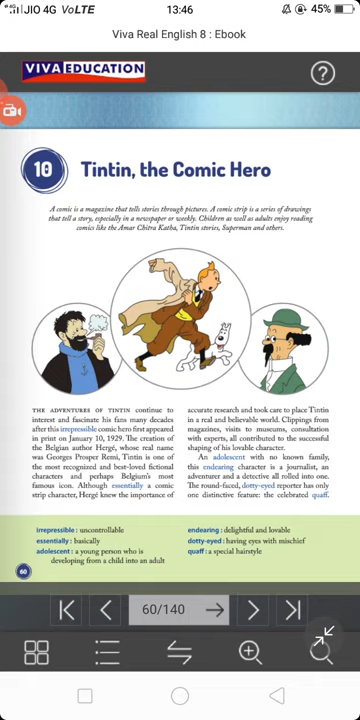 JIO 4G VoLTE
13:46
45%
Viva Real English 8 : Ebook
VIVA EDUCATION
?
10
Tintin, the Comic Hero
A comic is a magazine that tells stories through pictures. A comic strip is a series of drawings
that tell a story, especially in a newspaper or weekly. Children as well as adults enjoy reading
comics like the Amar Chitra Katha, Tintin stories, Superman and others.
THE ADVENTURES OF TINTIN continue to
interest and fascinate his fans many decades
after this irrepressible comic hero first appeared
in print on January 10, 1929. The creation of
the Belgian author Hergé, whose real name
was Georges Prosper Remi, Tintin is one of
the most recognized and best-loved fictional
characters and perhaps Belgium's most
famous icon. Although essentially a comic
strip character, Hergé knew the importance of
accurate research and took care to place Tintin
in a real and believable world. Clippings from
magazines, visits to museums, consultation
with experts, all contributed to the successful
shaping of his lovable character.
An adolescent with no known family,
this endearing character is a journalist, an
adventurer and a detective all rolled into one.
The round-faced, dotty-eyed reporter has only
one distinctive feature: the celebrated quaff.
irrepressible : uncontrollable
essentially : basically
adolescent : a young person who is
developing from a child into an adult
endearing : delightful and lovable
dotty-eyed : having eyes with mischief
quaff : a special hairstyle
60
60/140